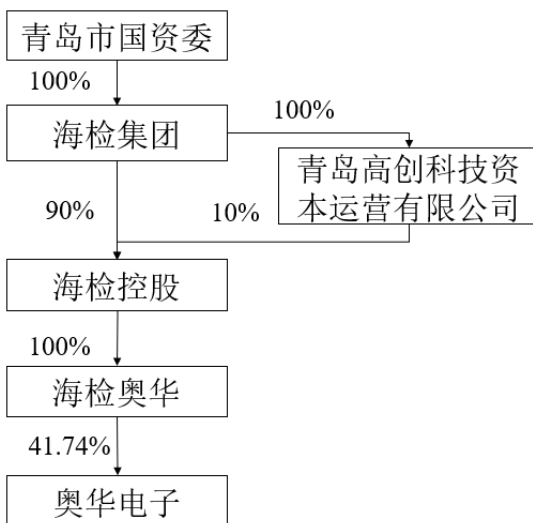 青岛市国资委
100%
海检集团
100%
青岛高创科技资
本运营有限公司
90%
10%
海检控股
100%
海检奥华
41.74%
奥华电子